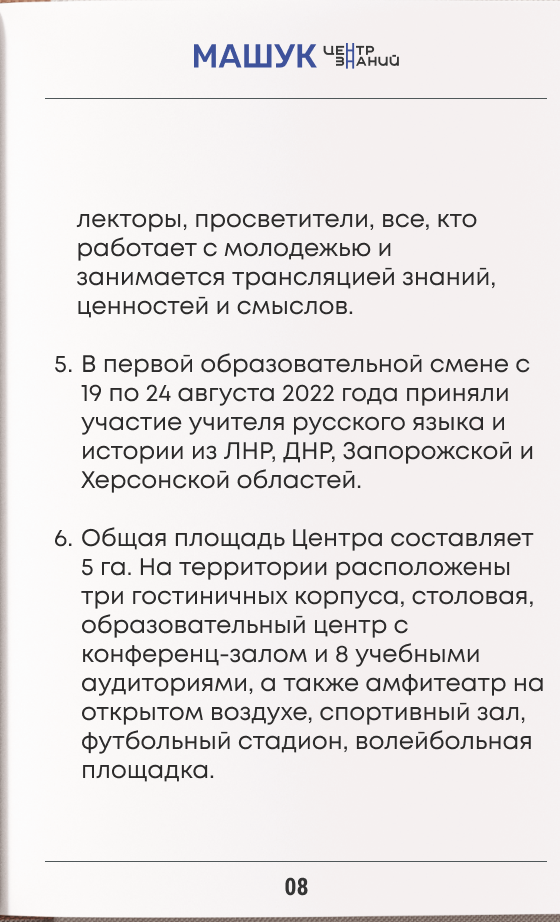 МАШУК ЦЕНТР ЗНАНИЙ
лекторы, просветители, все, кто
работает с молодежью и
занимается трансляцией знаний,
ценностей и смыслов.
5. В первой образовательной смене с
19 по 24 августа 2022 года приняли
участие учителя русского языка и
истории из ЛНР, ДНР, Запорожской и
Херсонской областей.
6. Общая площадь Центра составляет
5 га. На территории расположены
три гостиничных корпуса, столовая,
образовательный центр с
конференц-залом и 8 учебными
аудиториями, а также амфитеатр на
открытом воздухе, спортивный зал,
футбольный стадион, волейбольная
площадка.
08